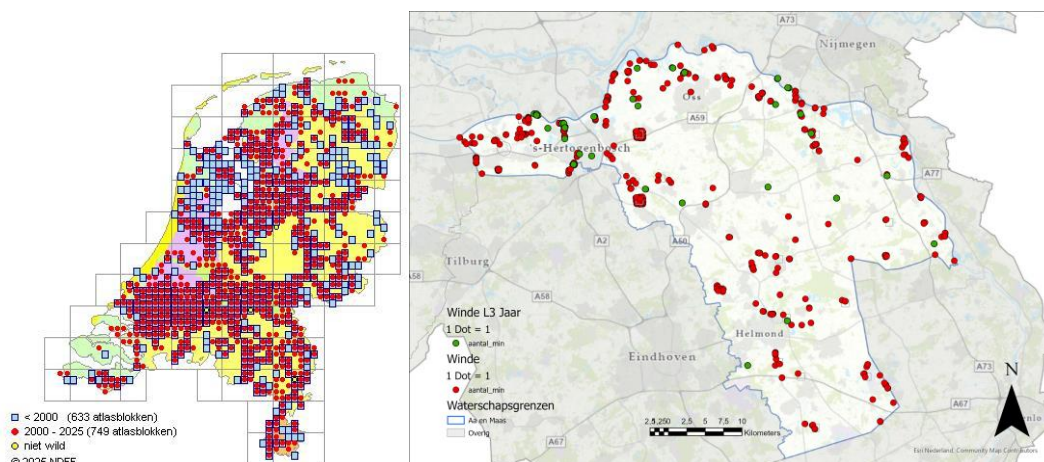 < 2000 (633 atlasblokken)
2000 - 2025 (749 atlasblokken)
niet wild
© 2025 NDFF
A73
Nijmegen
Oss
A59
's-Hertogenbosch
A77
A2
A50
Tilburg
A58
A58
Winde L3 Jaar
1 Dot = 1
aantal_min
Winde
1 Dot = 1
aantal_min
Waterschapsgrenzen
Aa en Maas
Overig
Helmond
Eindhoven
A67
A73
A67
N
2,5 1,25 0 2,5 5 7,5 10
Kilometers
Esri Nederland, Community Map Contributors